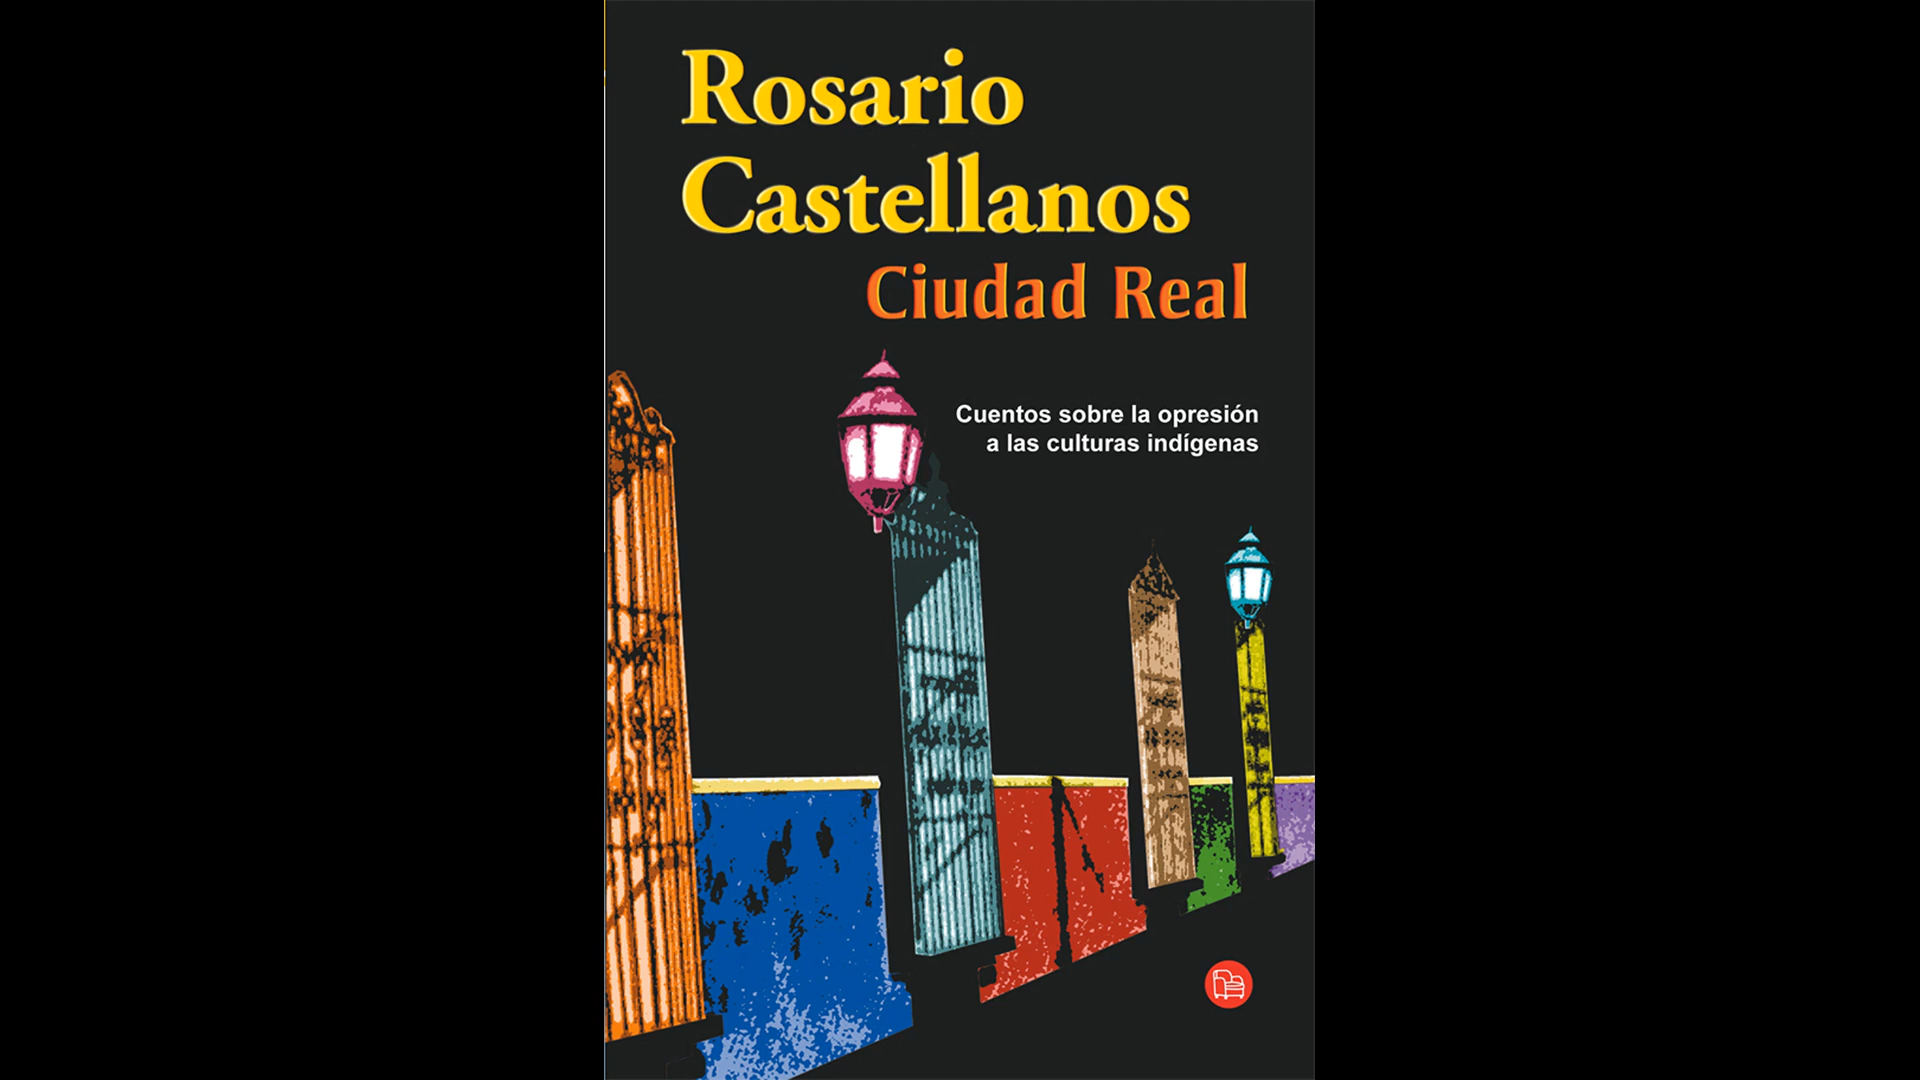 Rosario
Castellanos
Ciudad Real
Cuentos sobre la opresión
a las culturas indígenas